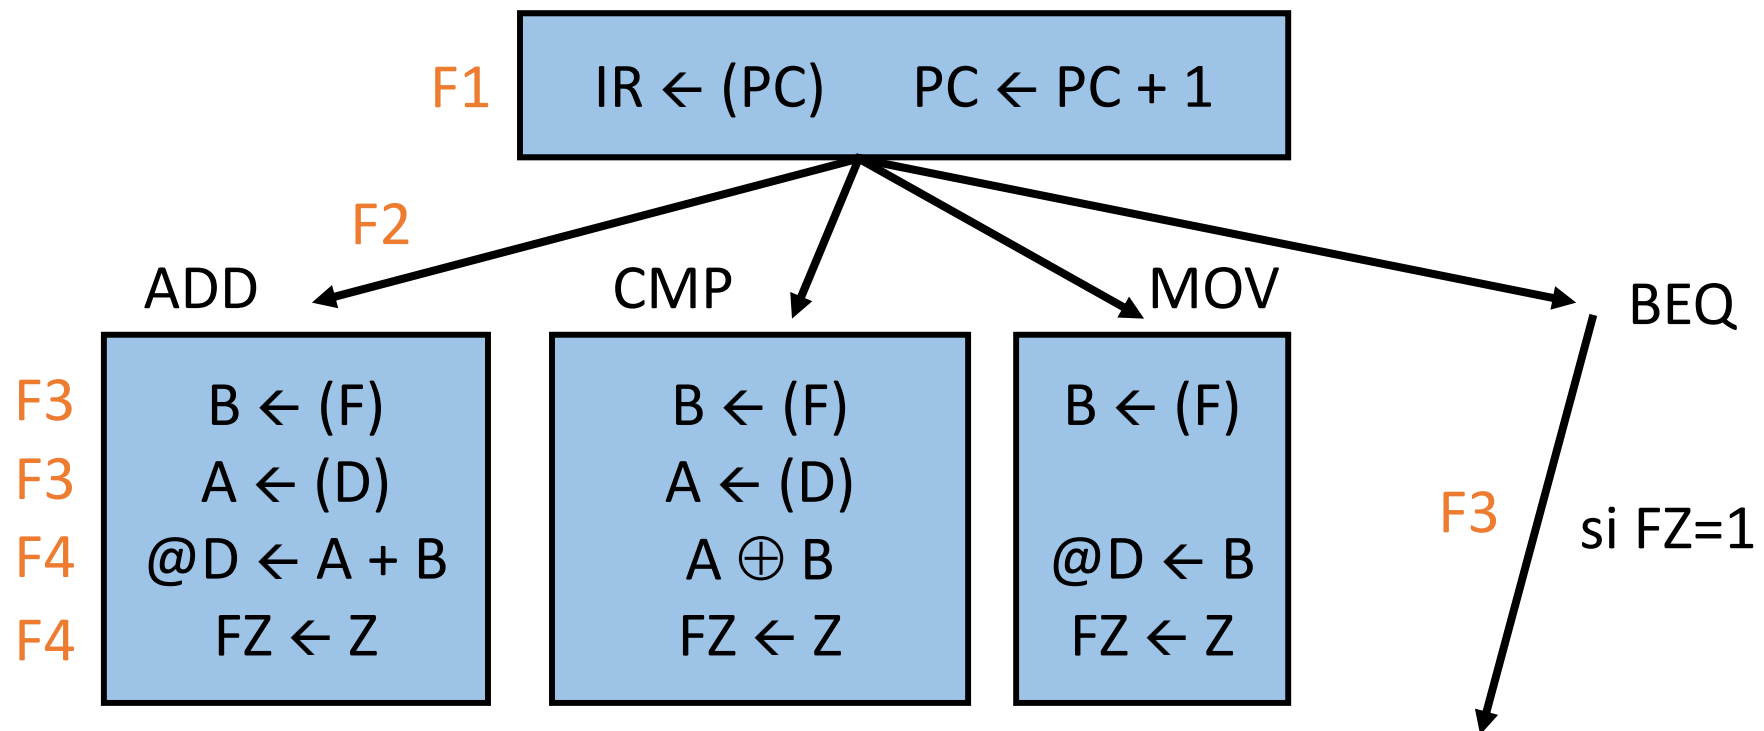 F1 IR ← (PC) PC ← PC + 1
F2
ADD CMP MOV BEQ
F3 B ← (F) B ← (F) B ← (F)
F3 A ← (D) A ← (D) F3 si FZ=1
F4 @D ← A + B A ⊕ B @D ← B
F4 FZ ← Z FZ ← Z FZ ← Z